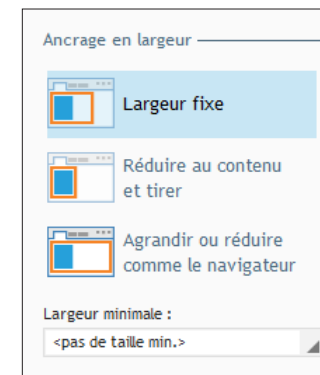 Ancrage en largeur
Largeur fixe
Réduire au contenu
et tirer
Agrandir ou réduire
comme le navigateur
Largeur minimale :
<pas de taille min.>